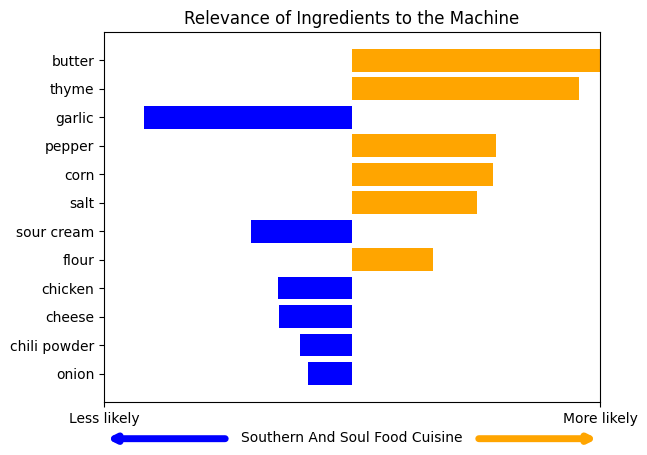 Relevance of Ingredients to the Machine
butter
thyme
garlic
pepper
corn
salt
sour cream
flour
chicken
cheese
chili powder
onion
Less likely More likely
Southern And Soul Food Cuisine